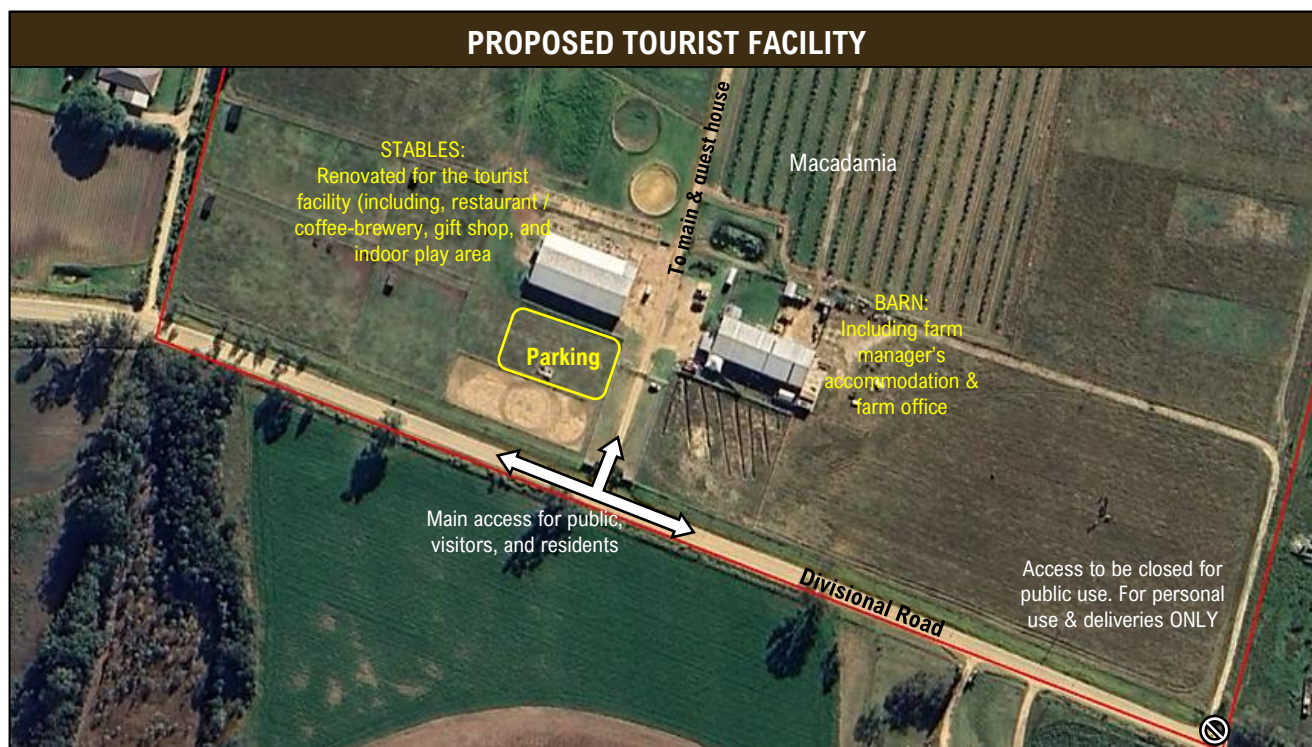 PROPOSED TOURIST FACILITY
STABLES:
Renovated for the tourist
facility (including, restaurant /
coffee-brewery, gift shop, and
indoor play area
To main & quest house
Macadamia
BARN:
Including farm
manager's
accommodation &
farm office
Parking
Main access for public,
visitors, and residents
Divisional Road
Access to be closed for
public use. For personal
use & deliveries ONLY